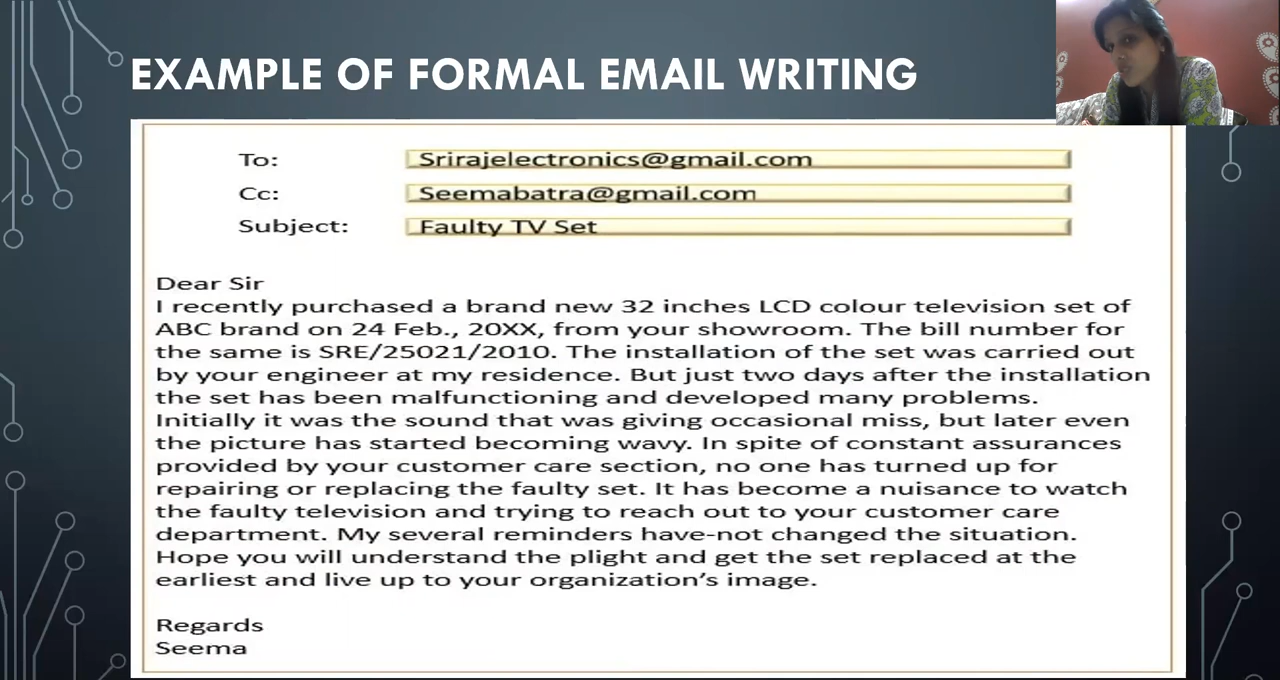 EXAMPLE OF FORMAL EMAIL WRITING
To: Srirajelectronics@gmail.com
Cc: Seemabatra@gmail.com
Subject: Faulty TV Set
Dear Sir
I recently purchased a brand new 32 inches LCD colour television set of
ABC brand on 24 Feb., 20XX, from your showroom. The bill number for
the same is SRE/25021/2010. The installation of the set was carried out
by your engineer at my residence. But just two days after the installation
the set has been malfunctioning and developed many problems.
Initially it was the sound that was giving occasional miss, but later even
the picture has started becoming wavy. In spite of constant assurances
provided by your customer care section, no one has turned up for
repairing or replacing the faulty set. It has become a nuisance to watch
the faulty television and trying to reach out to your customer care
department. My several reminders have-not changed the situation.
Hope you will understand the plight and get the set replaced at the
earliest and live up to your organization's image.
Regards
Seema